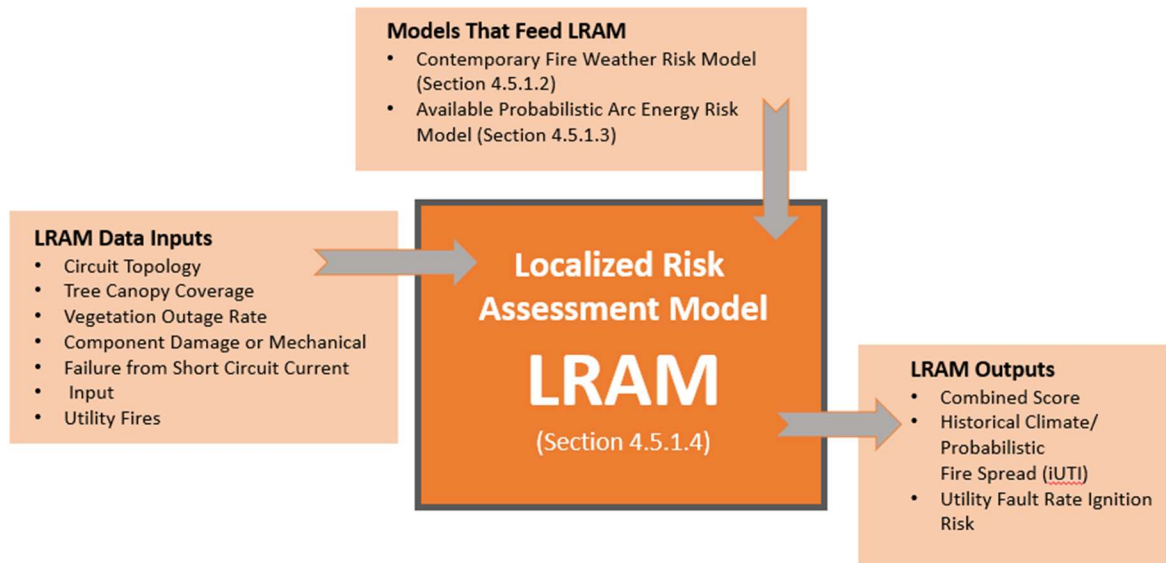 Models That Feed LRAM
• Contemporary Fire Weather Risk Model
(Section 4.5.1.2)
• Available Probabilistic Arc Energy Risk
Model (Section 4.5.1.3)
LRAM Data Inputs
• Circuit Topology
• Tree Canopy Coverage
• Vegetation Outage Rate
• Component Damage or Mechanical
• Failure from Short Circuit Current
• Input
• Utility Fires
Localized Risk
Assessment Model
LRAM
(Section 4.5.1.4)
LRAM Outputs
• Combined Score
• Historical Climate/
Probabilistic
Fire Spread (iUTI)
• Utility Fault Rate Ignition
Risk